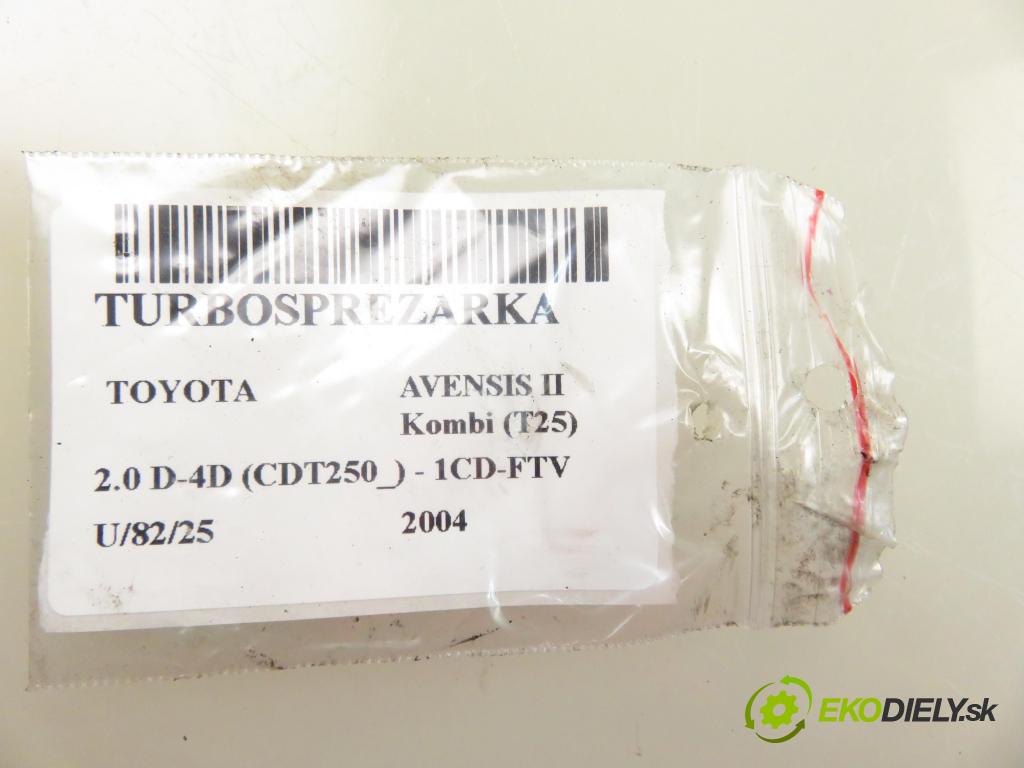 TURBOSPREZARKA
TOYOTA AVENSIS II
Kombi (T25)
2.0 D-4D (CDT250_) - 1CD-FTV
U/82/25 2004
EKODIELY.sk